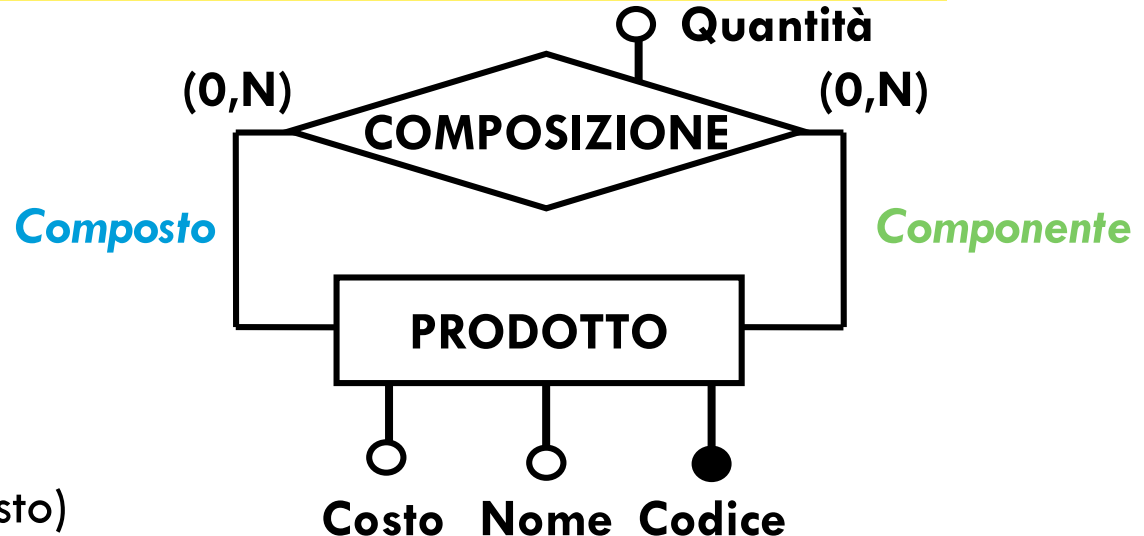 Quantità
(0,N) (0,N)
COMPOSIZIONE
Composto Componente
PRODOTTO
sto)
Costo Nome Codice